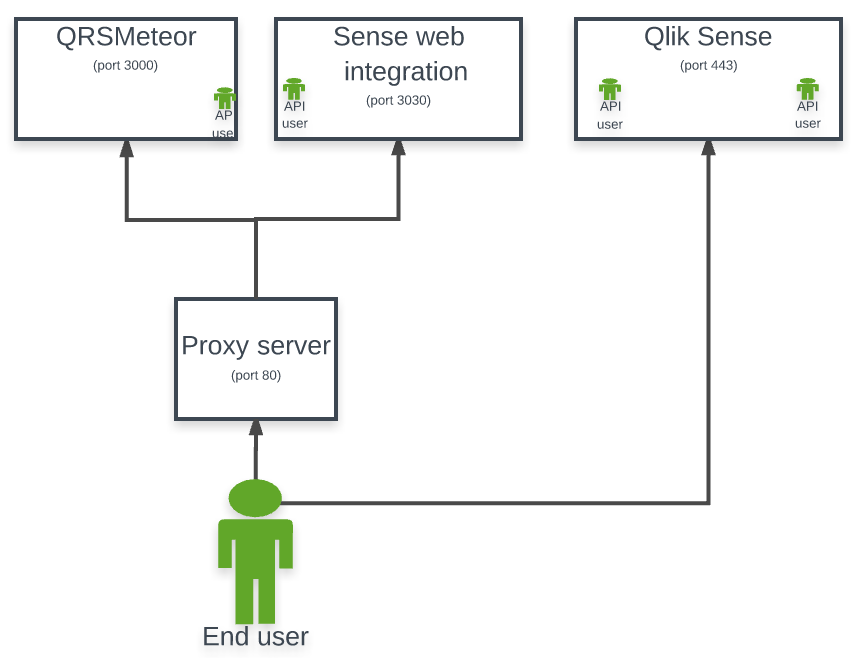 QRSMeteor
(port 3000)
AP
use
Sense web
integration
(port 3030)
API
user
Qlik Sense
(port 443)
API
user
API
user
Proxy server
(port 80)
End user